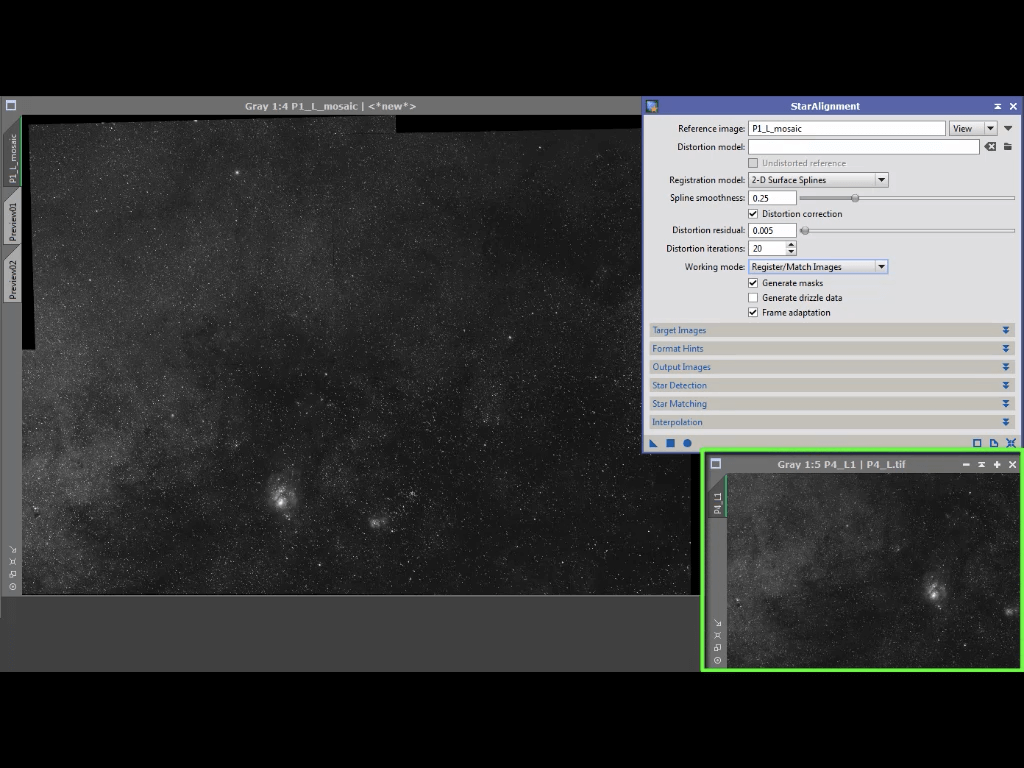 Gray 1:4 P1_L_mosaic | <*new*>
P1_L_mosaic
Preview01
Preview02
StarAlignment
Reference image: P1_L_mosaic View
Distortion model:
Undistorted reference
Registration model: 2-D Surface Splines
Spline smoothness: 0.25
Distortion correction
Distortion residual: 0.005
Distortion iterations: 20
Working mode: Register/Match Images
Generate masks
Generate drizzle data
Frame adaptation
Target Images
Format Hints
Output Images
Star Detection
Star Matching
Interpolation
Gray 1:5 P4_L1 | P4_L.tif
P4_L1